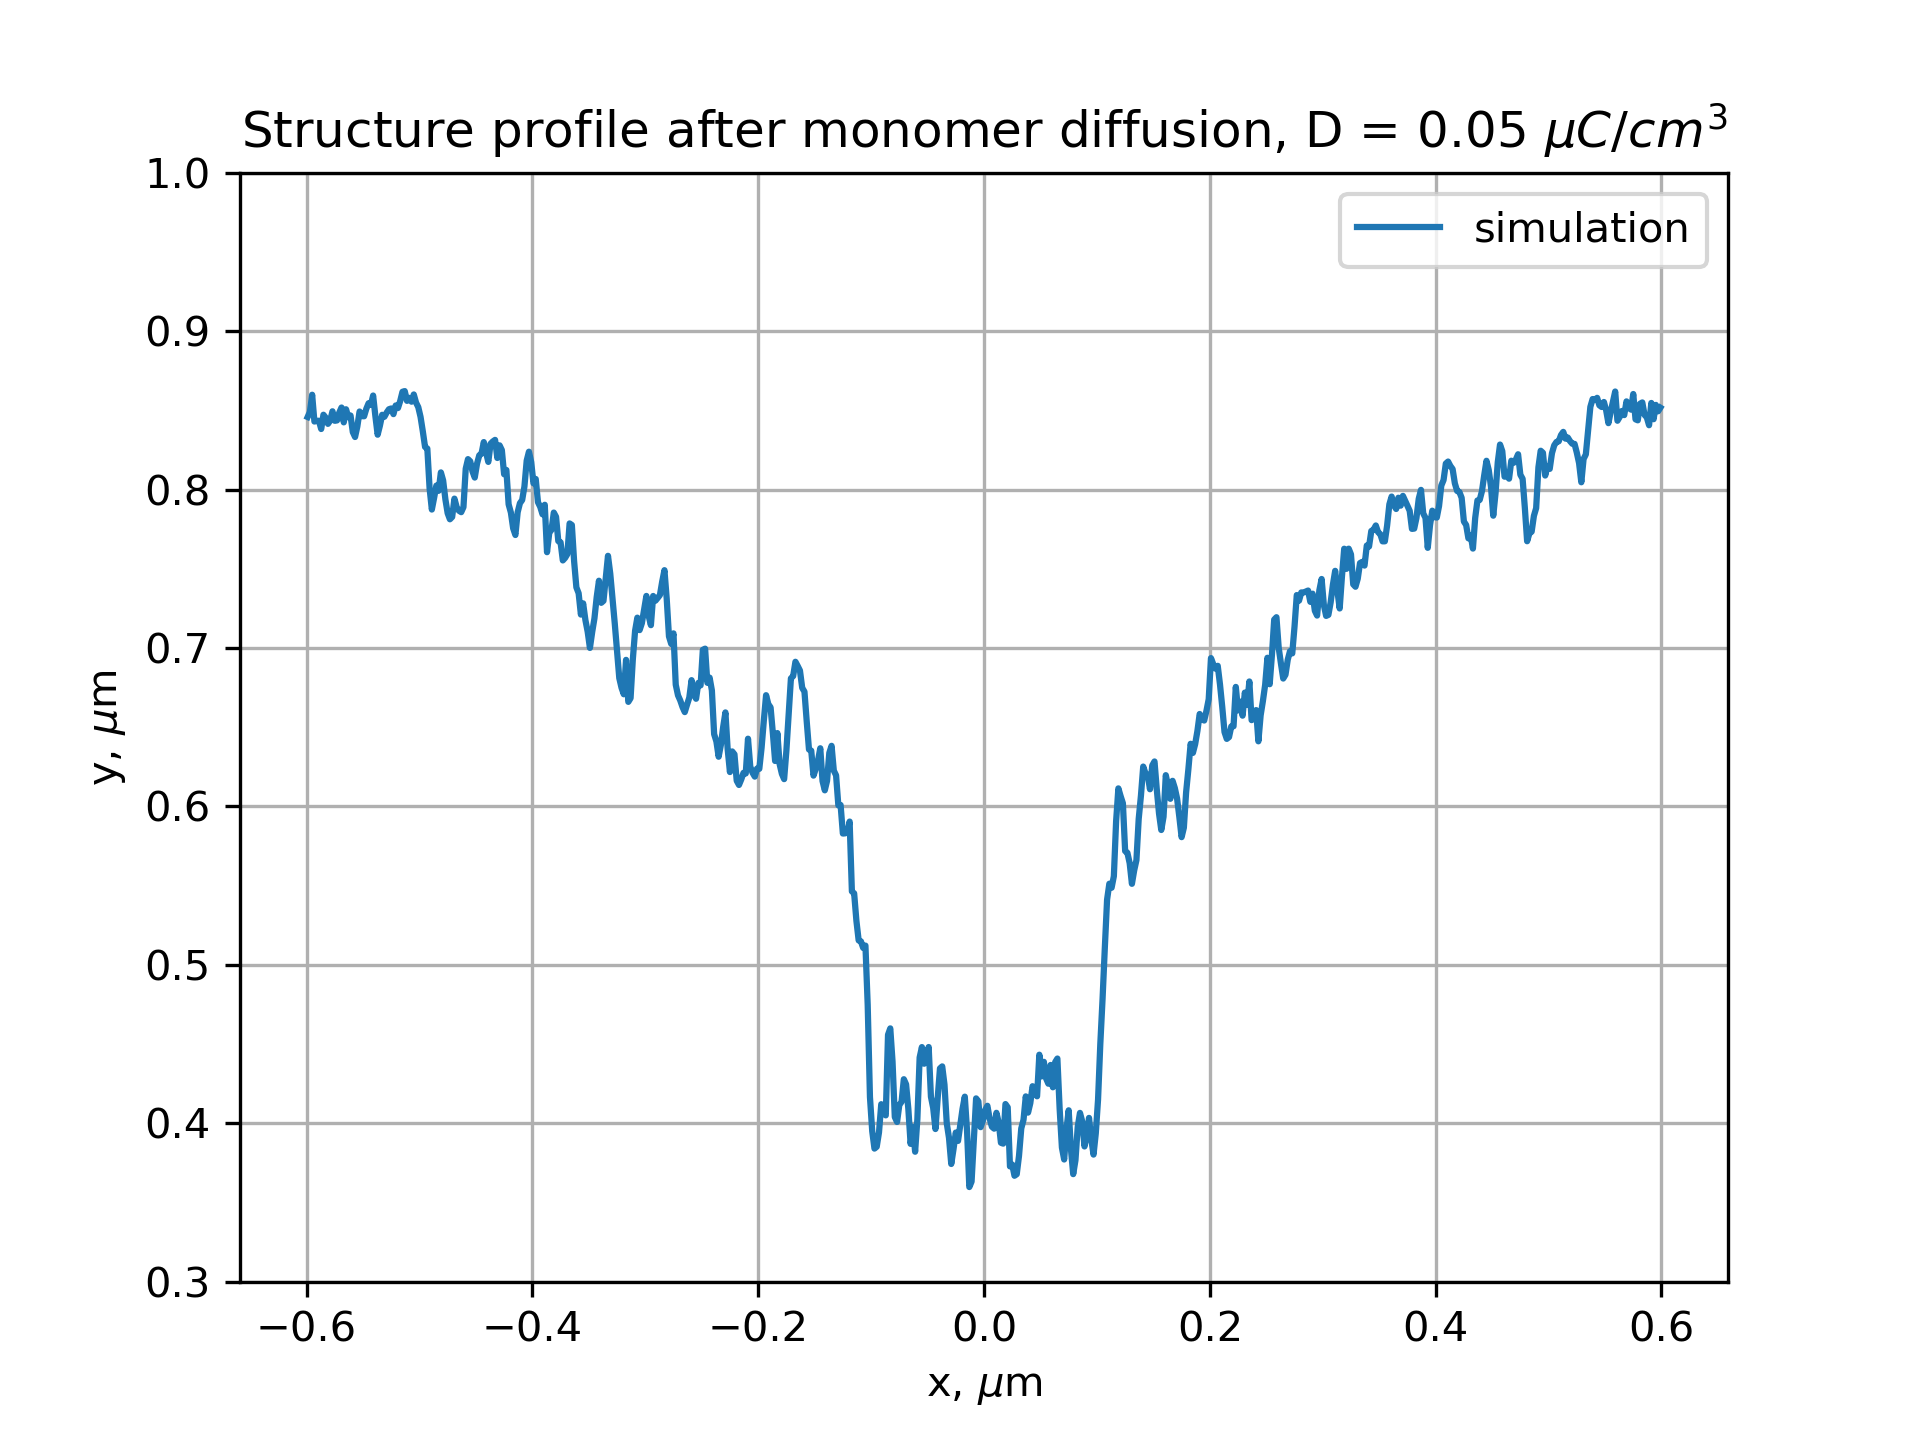 Structure profile after monomer diffusion, D = 0.05 μC/cm³
simulation
1.0
0.9
0.8
0.7
0.6
0.5
0.4
0.3
y, μm
−0.6 −0.4 −0.2 0.0 0.2 0.4 0.6
x, μm